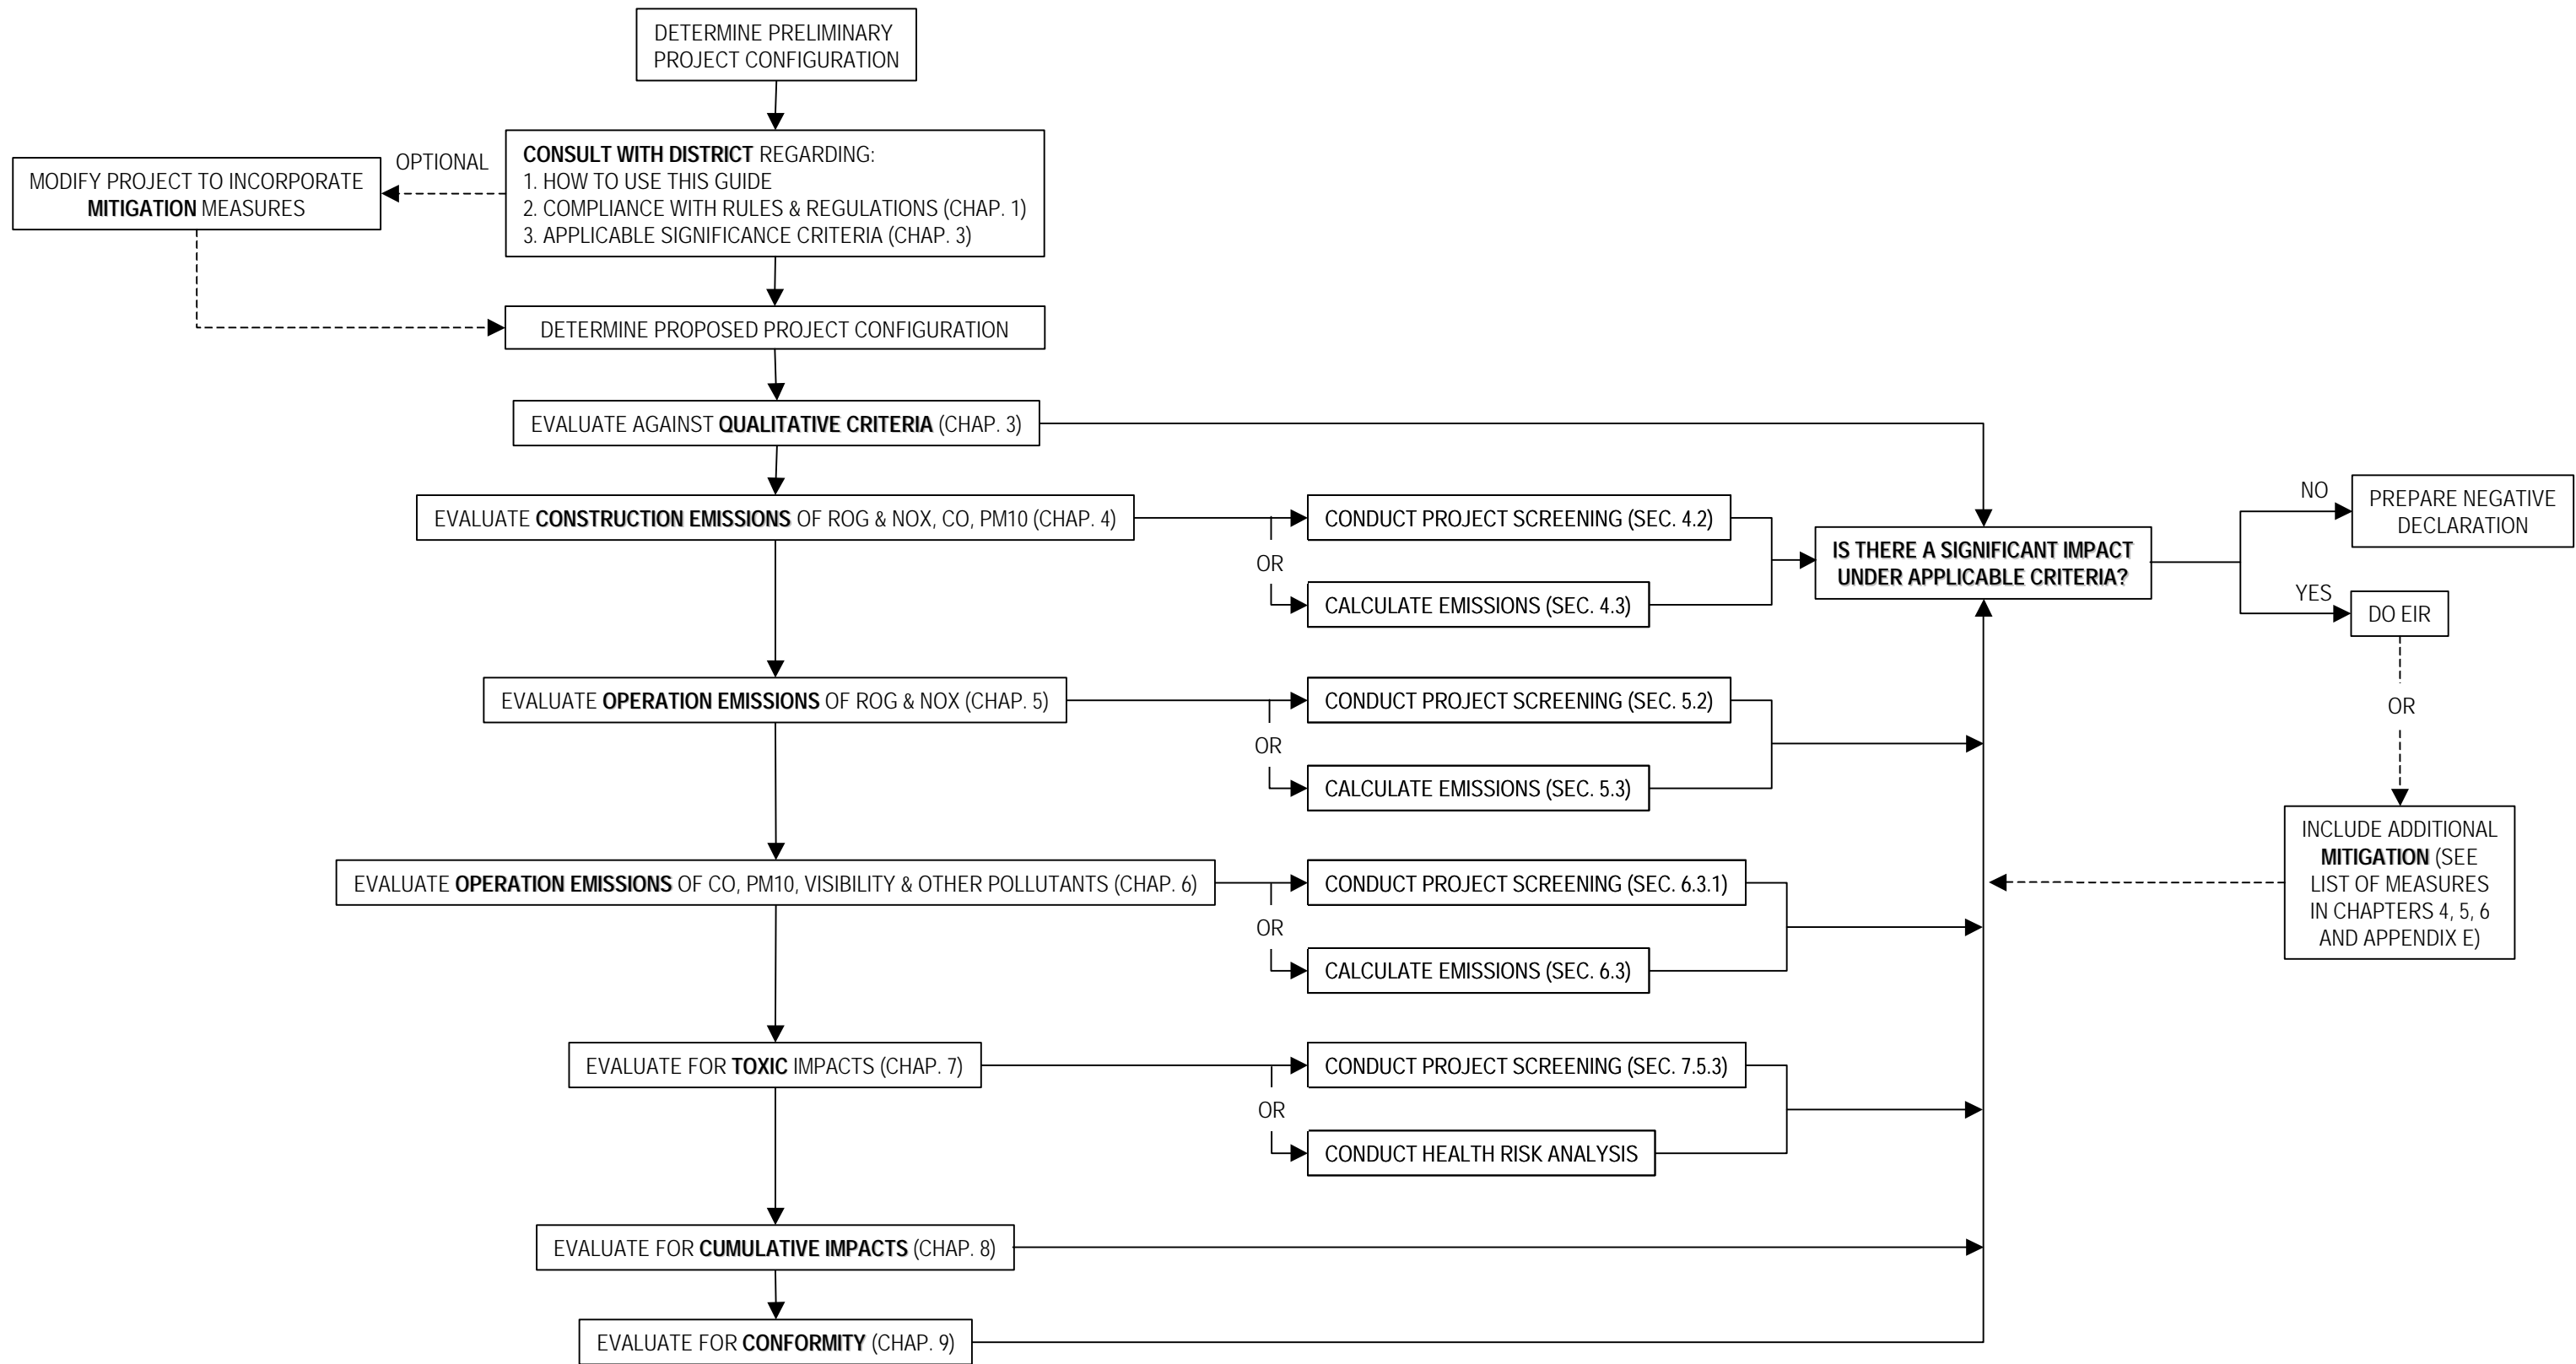 DETERMINE PRELIMINARY
PROJECT CONFIGURATION
CONSULT WITH DISTRICT REGARDING:
1. HOW TO USE THIS GUIDE
2. COMPLIANCE WITH RULES & REGULATIONS (CHAP. 1)
3. APPLICABLE SIGNIFICANCE CRITERIA (CHAP. 3)
OPTIONAL
MODIFY PROJECT TO INCORPORATE
MITIGATION MEASURES
DETERMINE PROPOSED PROJECT CONFIGURATION
EVALUATE AGAINST QUALITATIVE CRITERIA (CHAP. 3)
EVALUATE CONSTRUCTION EMISSIONS OF ROG & NOX, CO, PM10 (CHAP. 4)
CONDUCT PROJECT SCREENING (SEC. 4.2)
OR
CALCULATE EMISSIONS (SEC. 4.3)
IS THERE A SIGNIFICANT IMPACT
UNDER APPLICABLE CRITERIA?
NO
PREPARE NEGATIVE
DECLARATION
YES
DO EIR
OR
INCLUDE ADDITIONAL
MITIGATION (SEE
LIST OF MEASURES
IN CHAPTERS 4, 5, 6
AND APPENDIX E)
EVALUATE OPERATION EMISSIONS OF ROG & NOX (CHAP. 5)
CONDUCT PROJECT SCREENING (SEC. 5.2)
OR
CALCULATE EMISSIONS (SEC. 5.3)
EVALUATE OPERATION EMISSIONS OF CO, PM10, VISIBILITY & OTHER POLLUTANTS (CHAP. 6)
CONDUCT PROJECT SCREENING (SEC. 6.3.1)
OR
CALCULATE EMISSIONS (SEC. 6.3)
EVALUATE FOR TOXIC IMPACTS (CHAP. 7)
CONDUCT PROJECT SCREENING (SEC. 7.5.3)
OR
CONDUCT HEALTH RISK ANALYSIS
EVALUATE FOR CUMULATIVE IMPACTS (CHAP. 8)
EVALUATE FOR CONFORMITY (CHAP. 9)